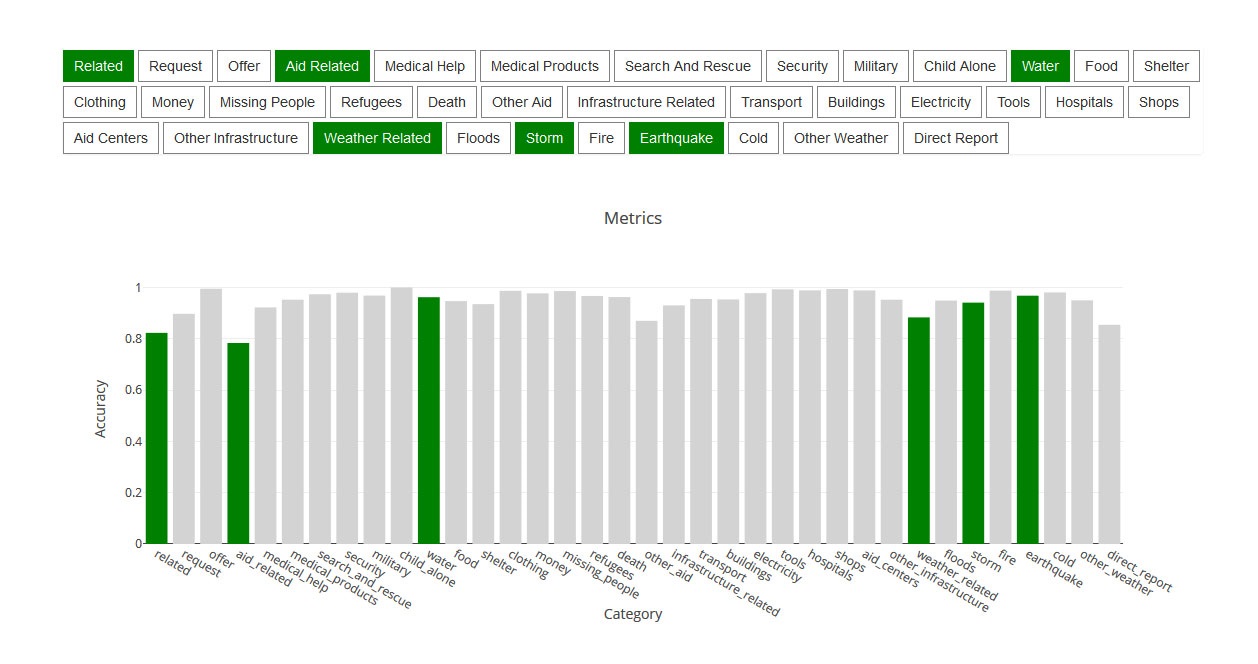 Related Request Offer Aid Related Medical Help Medical Products Search And Rescue Security Military Child Alone Water Food Shelter
Clothing Money Missing People Refugees Death Other Aid Infrastructure Related Transport Buildings Electricity Tools Hospitals Shops
Aid Centers Other Infrastructure Weather Related Floods Storm Fire Earthquake Cold Other Weather Direct Report
Metrics
1
0.8
0.6
0.4
0.2
0
Accuracy
related
request
offer
aid_related
medical_help
medical_products
search_and_rescue
security
military
child_alone
water
food
shelter
clothing
money
missing_people
refugees
death
other_aid
infrastructure_related
transport
buildings
electricity
tools
hospitals
shops
aid_centers
other_infrastructure
weather_related
floods
storm
fire
earthquake
cold
other_weather
direct_report
Category